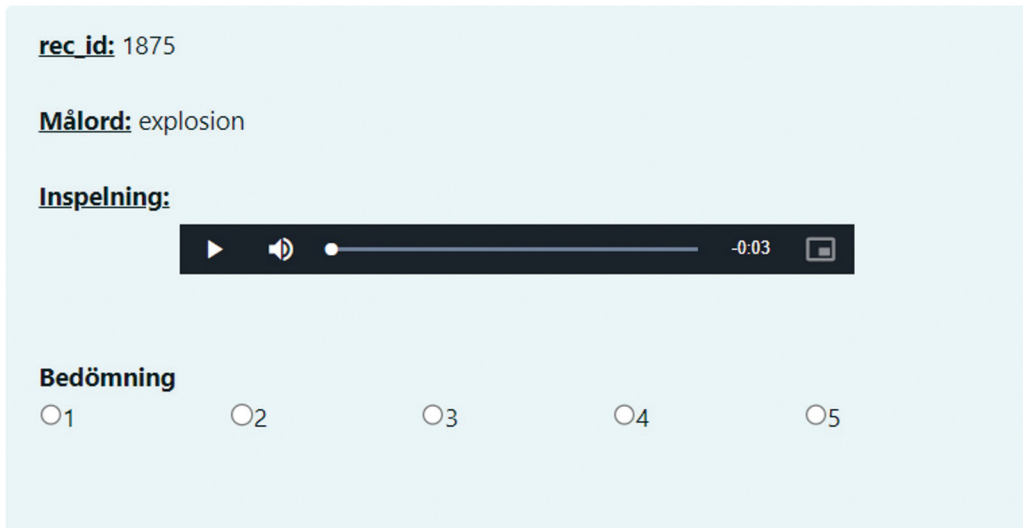 rec_id: 1875
Målord: explosion
Inspelning:
-0:03
Bedömning
1 2 3 4 5